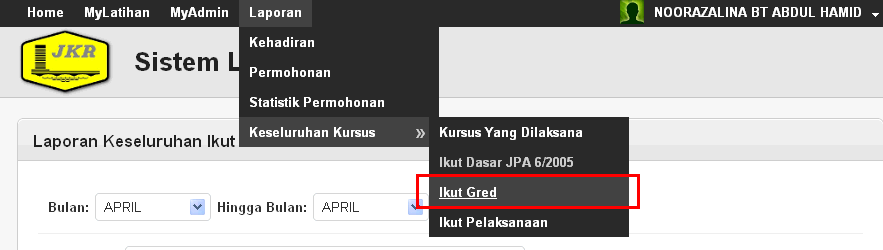 Home MyLatihan MyAdmin Laporan NOORAZALINA BT ABDUL HAMID
JKR
Sistem L
Kehadiran
Permohonan
Statistik Permohonan
Keseluruhan Kursus »
Kursus Yang Dilaksana
Ikut Dasar JPA 6/2005
Ikut Gred
Ikut Pelaksanaan
Laporan Keseluruhan Ikut
Bulan: APRIL Hingga Bulan: APRIL